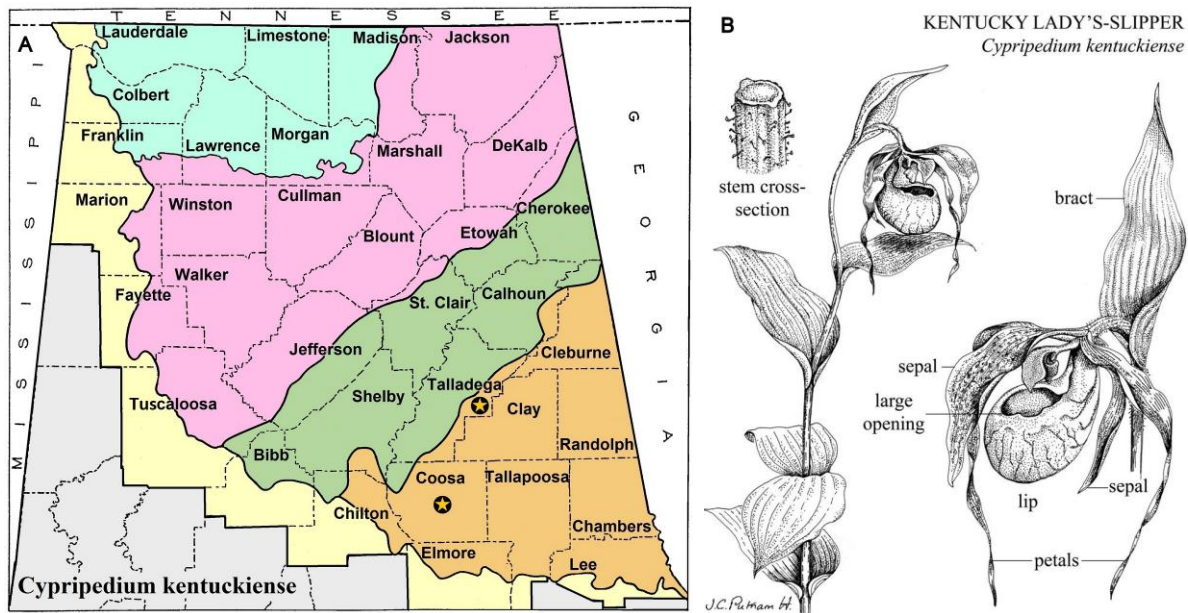 T E N N E S S E E
A
M I S S I S S I P P I
G E O R G I A
Lauderdale
Limestone
Madison
Jackson
Colbert
Franklin
Lawrence
Morgan
Marshall
DeKalb
Marion
Winston
Cullman
Cherokee
Blount
Etowah
Walker
Fayette
St. Clair
Calhoun
Jefferson
Cleburne
Tuscaloosa
Shelby
Talladega
Clay
Bibb
Randolph
Coosa
Tallapoosa
Chilton
Chambers
Elmore
Lee
Cypripedium kentuckiense
B
KENTUCKY LADY'S-SLIPPER
Cypripedium kentuckiense
stem cross-
section
bract
sepal
large
opening
lip
sepal
petals
J.C. Putnam H.